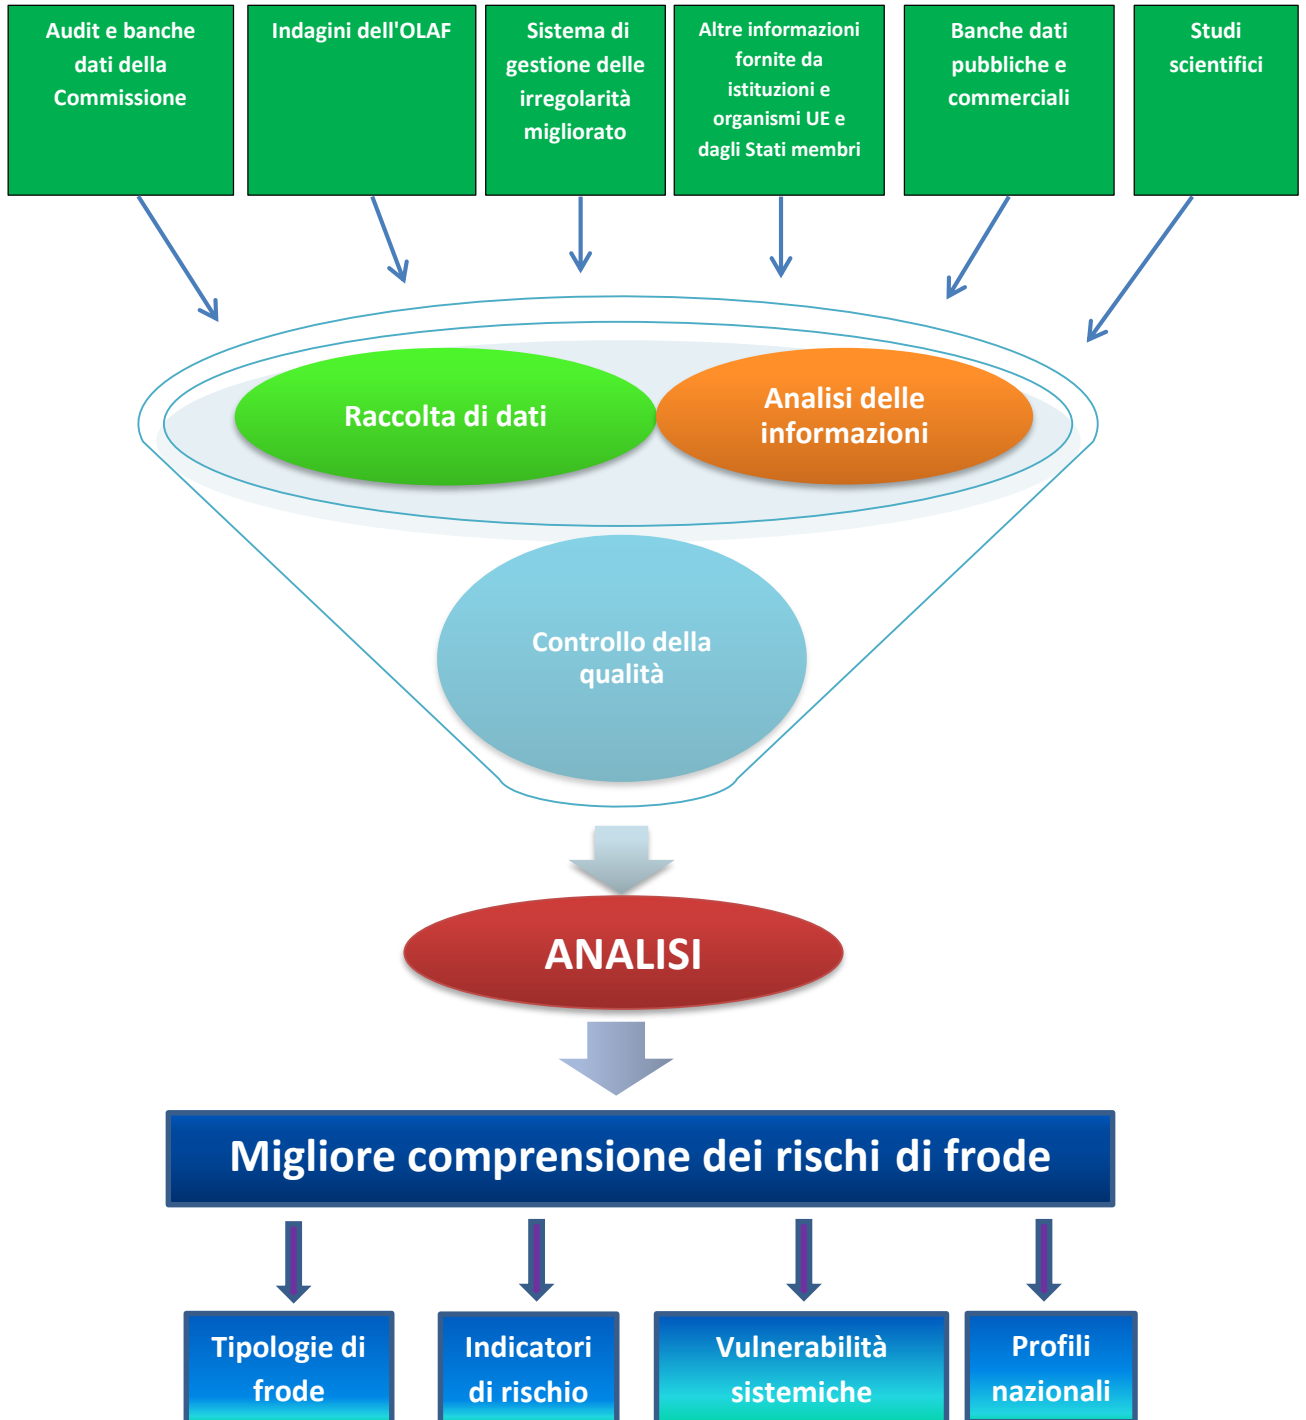 Audit e banche
dati della
Commissione
Indagini dell'OLAF
Sistema di
gestione delle
irregolarità
migliorato
Altre informazioni
fornite da
istituzioni e
organismi UE e
dagli Stati membri
Banche dati
pubbliche e
commerciali
Studi
scientifici
Raccolta di dati
Analisi delle
informazioni
Controllo della
qualità
ANALISI
Migliore comprensione dei rischi di frode
Tipologie di
frode
Indicatori
di rischio
Vulnerabilità
sistemiche
Profili
nazionali